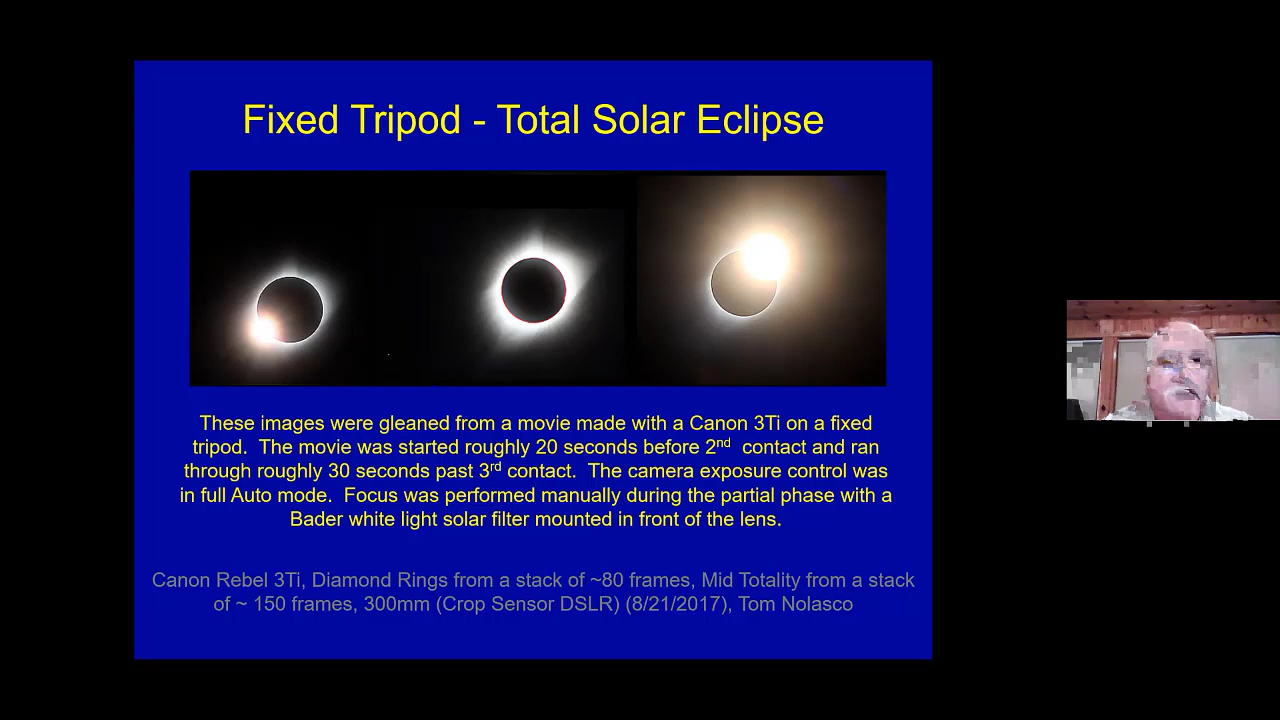 Fixed Tripod - Total Solar Eclipse
These images were gleaned from a movie made with a Canon 3Ti on a fixed
tripod.  The movie was started roughly 20 seconds before 2nd  contact and ran
through roughly 30 seconds past 3rd contact.  The camera exposure control was
in full Auto mode.  Focus was performed manually during the partial phase with a
Bader white light solar filter mounted in front of the lens.
Canon Rebel 3Ti, Diamond Rings from a stack of ~80 frames, Mid Totality from a stack
of ~ 150 frames, 300mm (Crop Sensor DSLR) (8/21/2017), Tom Nolasco